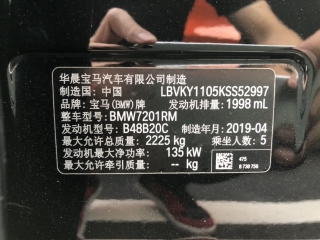 华晨宝马汽车有限公司制造
制造国: 中国 LBVKY1105KSS52997
品牌: 宝马(BMW)牌 发动机排量: 1998 mL
整车型号: BMW7201RM
发动机型号: B48B20C 制造年月: 2019-04
最大允许总质量: 2225 kg 乘坐人数: 5
发动机最大净功率: 135 kW
最大允许牵引质量: -- kg
475
8 738 756